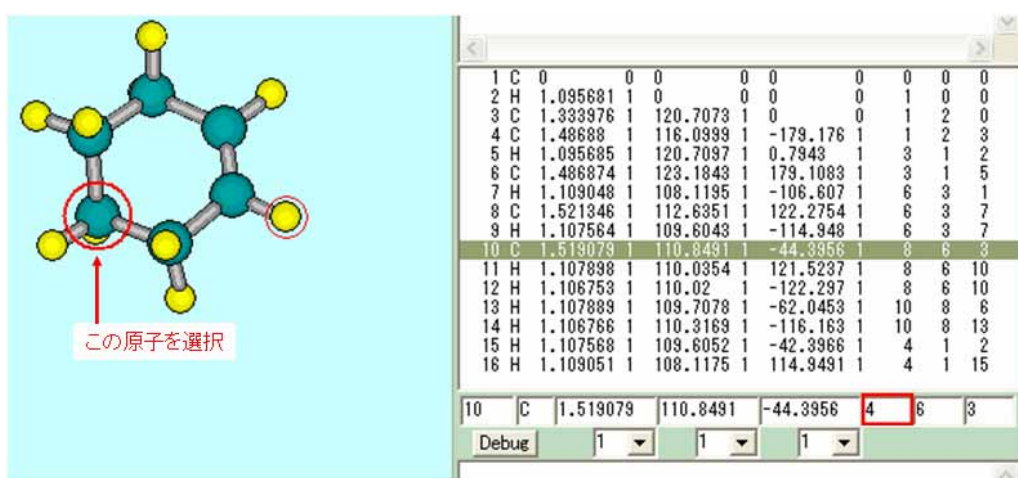 この原子を選択
1 C 0 0 0 0 0 0 0 0 0
2 H 1.095681 1 0 0 0 0 1 0 0
3 C 1.333976 1 120.7073 1 0 0 1 2 0
4 C 1.48688 1 116.0999 1 -179.176 1 1 2 3
5 H 1.095685 1 120.7097 1 0.7943 1 3 1 2
6 C 1.486874 1 123.1843 1 179.1083 1 3 1 5
7 H 1.109048 1 108.1195 1 -106.607 1 6 3 1
8 C 1.521346 1 112.6351 1 122.2754 1 6 3 7
9 H 1.107564 1 109.6043 1 -114.948 1 6 3 7
10 C 1.519079 1 110.8491 1 -44.3956 1 8 6 3
11 H 1.107898 1 110.0354 1 121.5237 1 8 6 10
12 H 1.106753 1 110.02 1 -122.297 1 8 6 10
13 H 1.107889 1 109.7078 1 -62.0453 1 10 8 6
14 H 1.106766 1 110.3169 1 -116.163 1 10 8 13
15 H 1.107568 1 109.6052 1 -42.3966 1 4 1 2
16 H 1.109051 1 108.1175 1 114.9491 1 4 1 15
10 C 1.519079 110.8491 -44.3956 4 6 3
Debug 1 1 1